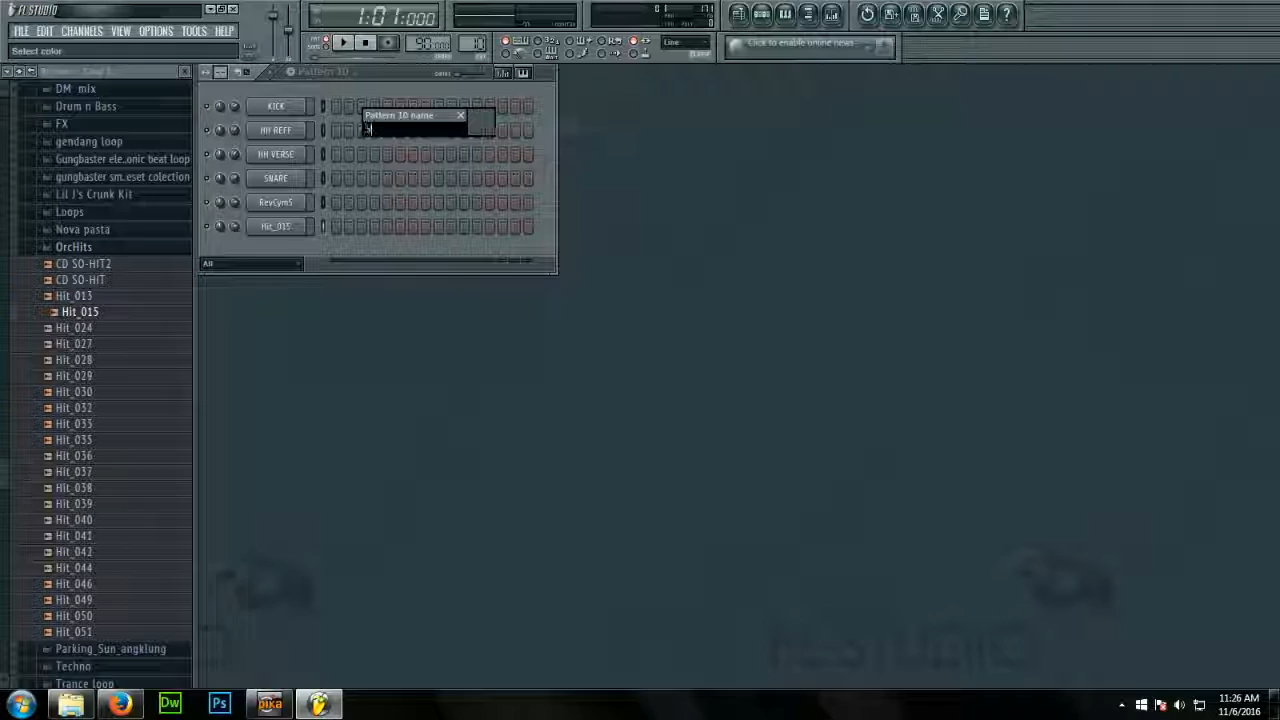 FL STUDIO
FILE EDIT CHANNELS VIEW OPTIONS TOOLS HELP
Select color
1:01:000
Line
Click to enable online news
Pattern 10
Pattern 10 name
KICK
HH REFF
HH VERSE
SNARE
RevCym5
Hit_015
All
DM_mix
Drum n Bass
FX
gendang loop
Gungbaster ele.onic beat loop
gungbaster sm.eset colection
Lil J's Crunk Kit
Loops
Nova pasta
OrcHits
CD SO-HIT2
CD SO-HIT
Hit_013
Hit_015
Hit_024
Hit_027
Hit_028
Hit_029
Hit_030
Hit_032
Hit_033
Hit_035
Hit_036
Hit_037
Hit_038
Hit_039
Hit_040
Hit_041
Hit_042
Hit_044
Hit_046
Hit_049
Hit_050
Hit_051
Parking_Sun_angklung
Techno
Trance loop
Dw
Ps
pixa
11:26 AM
11/6/2016